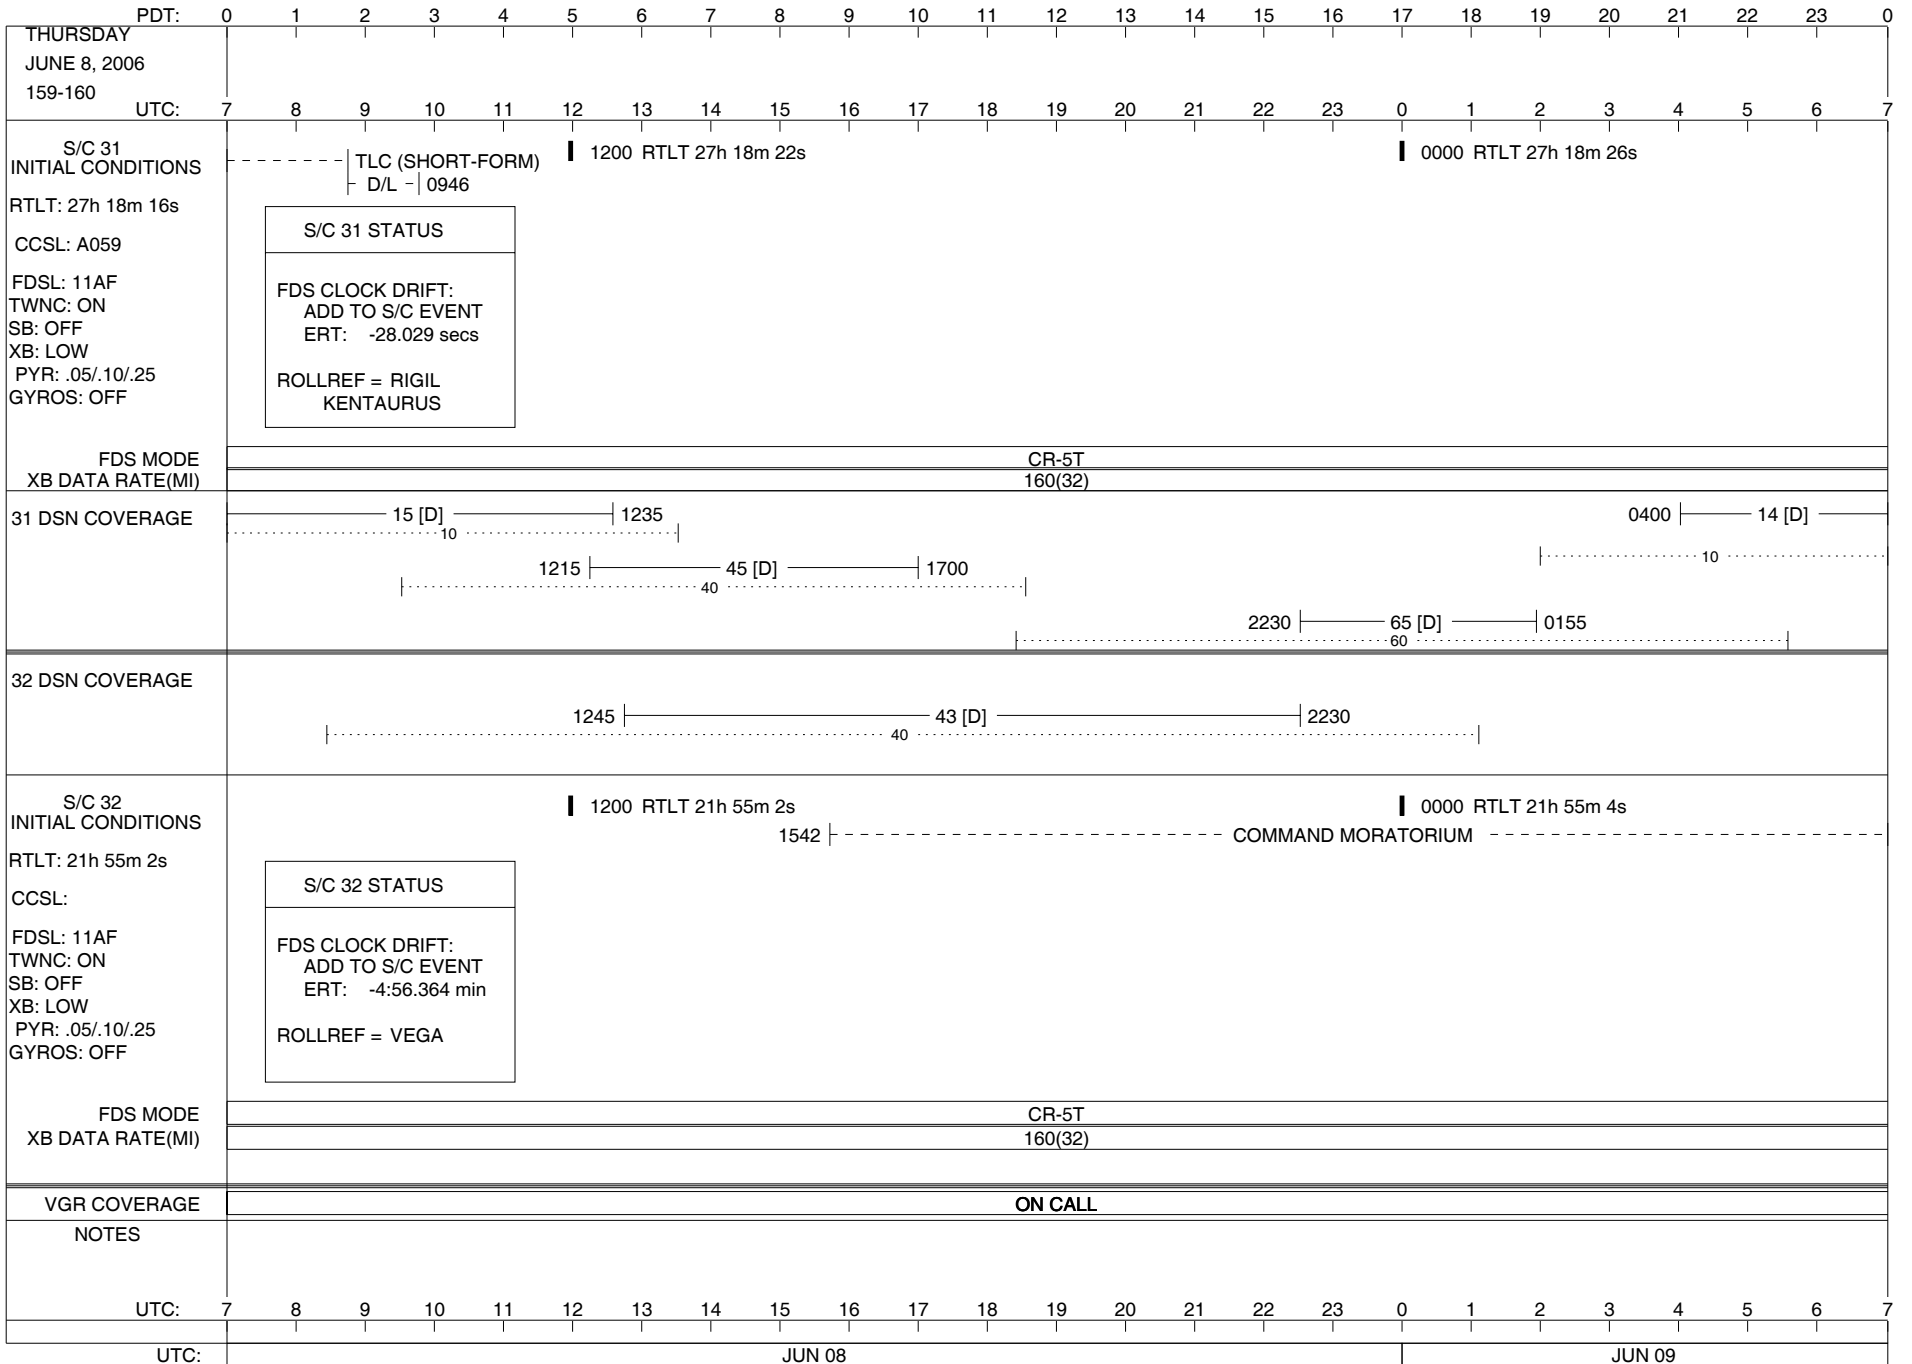 PDT: 0 1 2 3 4 5 6 7 8 9 10 11 12 13 14 15 16 17 18 19 20 21 22 23 0
THURSDAY
JUNE 8, 2006
159-160
UTC: 7 8 9 10 11 12 13 14 15 16 17 18 19 20 21 22 23 0 1 2 3 4 5 6 7
S/C 31
INITIAL CONDITIONS
RTLT: 27h 18m 16s
CCSL: A059
FDSL: 11AF
TWNC: ON
SB: OFF
XB: LOW
PYR: .05/.10/.25
GYROS: OFF
TLC (SHORT-FORM)
D/L 0946
1200 RTLT 27h 18m 22s
0000 RTLT 27h 18m 26s
S/C 31 STATUS
FDS CLOCK DRIFT:
ADD TO S/C EVENT
ERT: -28.029 secs
ROLLREF = RIGIL
KENTAURUS
FDS MODE CR-5T
XB DATA RATE(MI) 160(32)
31 DSN COVERAGE
15 [D] 1235
10
0400 14 [D]
10
1215 45 [D] 1700
40
2230 65 [D] 0155
60
32 DSN COVERAGE
1245 43 [D] 2230
40
S/C 32
INITIAL CONDITIONS
RTLT: 21h 55m 2s
CCSL:
FDSL: 11AF
TWNC: ON
SB: OFF
XB: LOW
PYR: .05/.10/.25
GYROS: OFF
1200 RTLT 21h 55m 2s
0000 RTLT 21h 55m 4s
1542 COMMAND MORATORIUM
S/C 32 STATUS
FDS CLOCK DRIFT:
ADD TO S/C EVENT
ERT: -4:56.364 min
ROLLREF = VEGA
FDS MODE CR-5T
XB DATA RATE(MI) 160(32)
VGR COVERAGE ON CALL
NOTES
UTC: 7 8 9 10 11 12 13 14 15 16 17 18 19 20 21 22 23 0 1 2 3 4 5 6 7
UTC: JUN 08 JUN 09